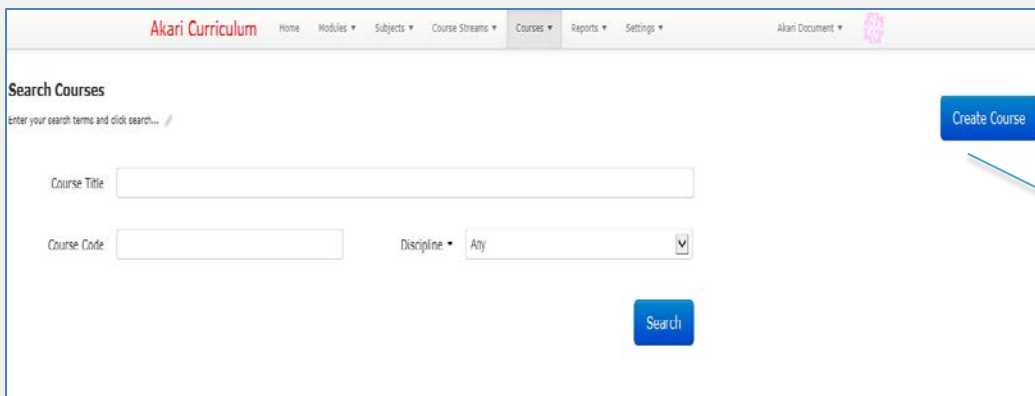 Akari Curriculum Home Modules ▾ Subjects ▾ Course Streams ▾ Courses ▾ Reports ▾ Settings ▾ Akari Document ▾
Search Courses
Enter your search terms and click search...
Create Course
Course Title
Course Code Discipline ▾ Any
Search